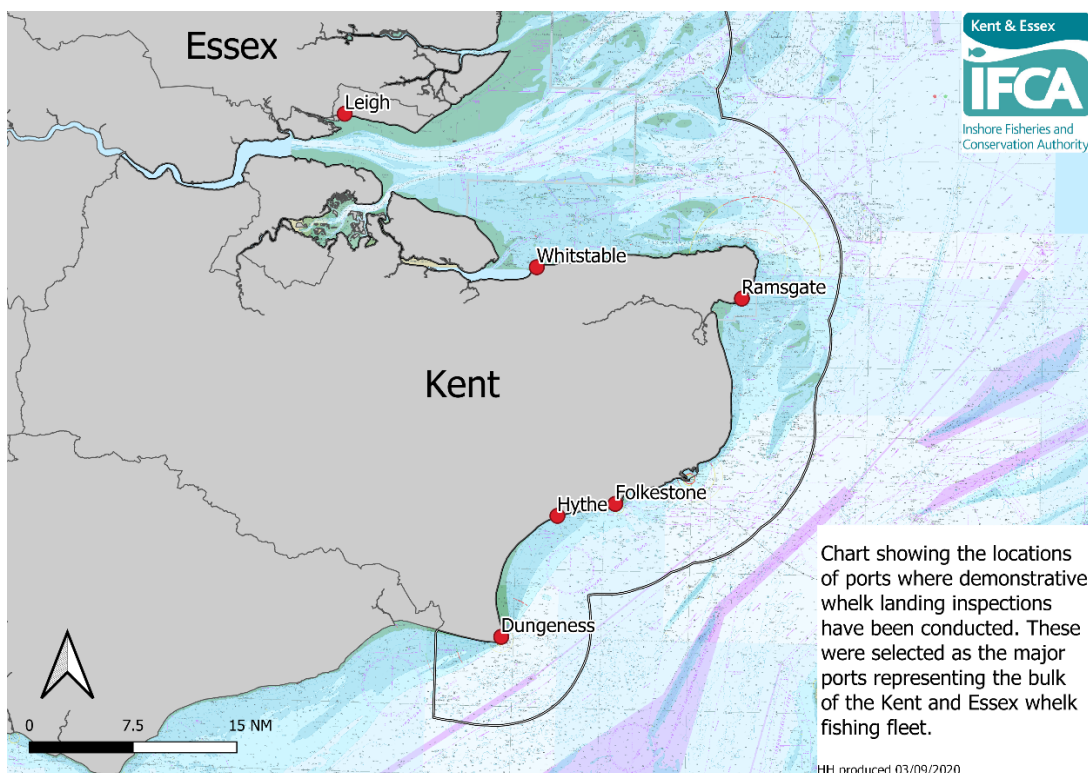 Essex
Kent & Essex
IFCA
Inshore Fisheries and
Conservation Authority
Leigh
Whitstable
Ramsgate
Kent
Hythe
Folkestone
Dungeness
Chart showing the locations
of ports where demonstrative
whelk landing inspections
have been conducted. These
were selected as the major
ports representing the bulk
of the Kent and Essex whelk
fishing fleet.
0
7.5
15 NM
HH produced 03/09/2020